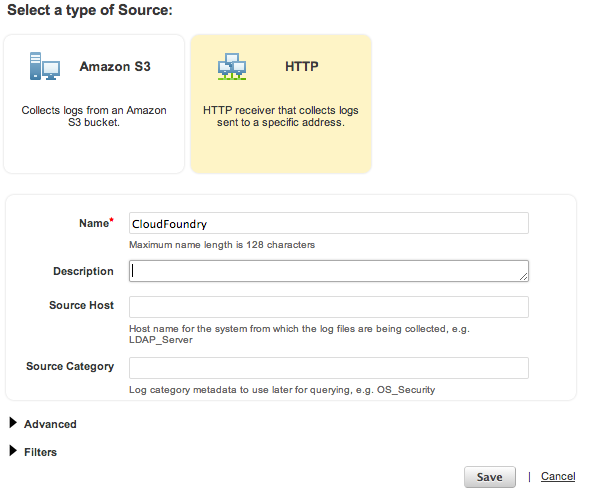 Select a type of Source:
Amazon S3
Collects logs from an Amazon
S3 bucket.
HTTP
HTTP receiver that collects logs
sent to a specific address.
Name* CloudFoundry
Maximum name length is 128 characters
Description
Source Host
Host name for the system from which the log files are being collected, e.g.
LDAP_Server
Source Category
Log category metadata to use later for querying, e.g. OS_Security
Advanced
Filters
Save | Cancel